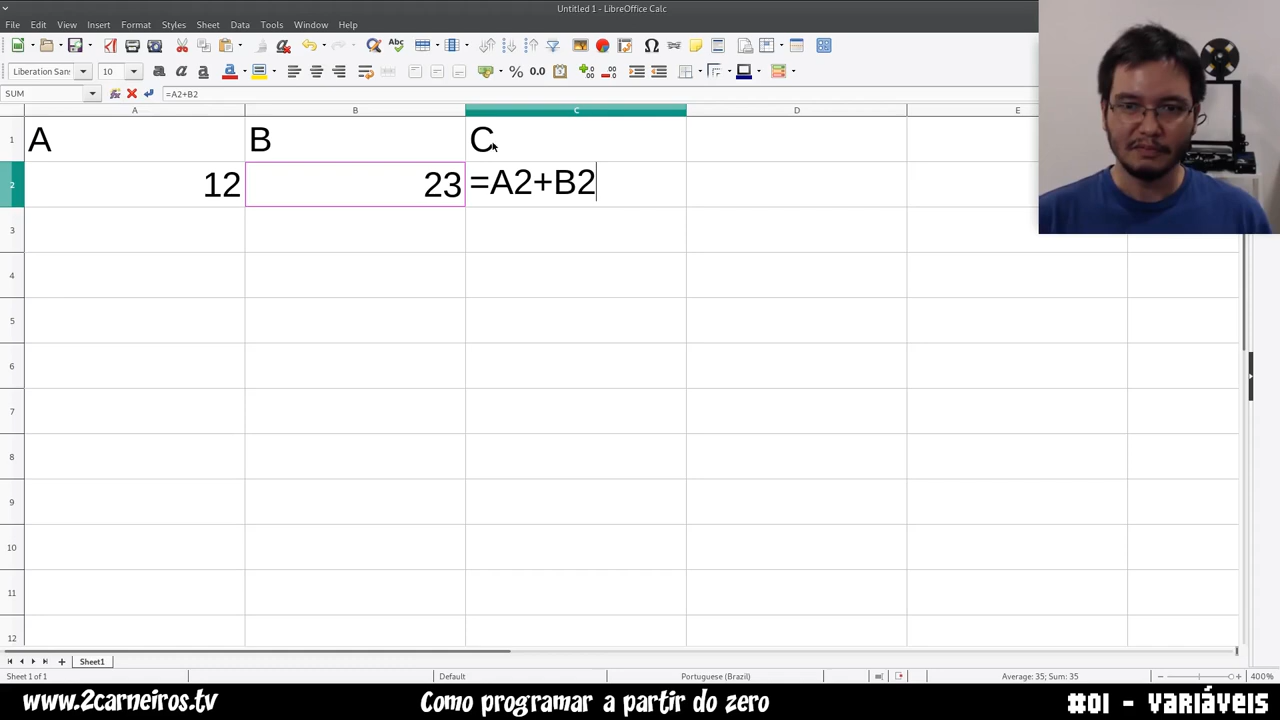 Untitled 1 - LibreOffice Calc
File Edit View Insert Format Styles Sheet Data Tools Window Help
Liberation Sans 10 a a a a % 0.0
SUM =A2+B2
A B C D E
1 A B C
2 12 23 =A2+B2
3
4
5
6
7
8
9
10
11
12
Sheet1
Sheet 1 of 1 Default Portuguese (Brazil) Average: 35; Sum: 35 400%
www.2carneiros.tv Como programar a partir do zero #01 - VARIÁVEIS